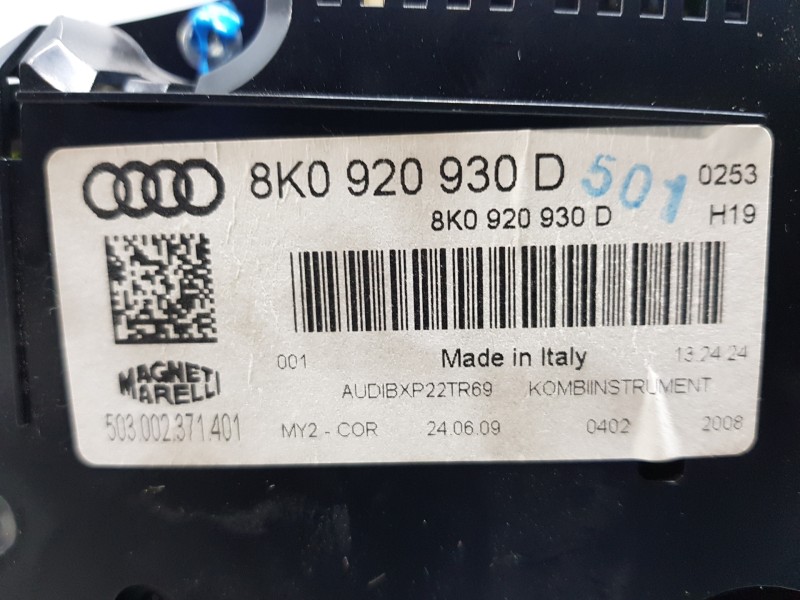 8K0 920 930 D 501 0253
8K0 920 930 D H19
001 Made in Italy 13.24.24
MAGNETI
MARELLI
AUDIBXP22TR69 KOMBIINSTRUMENT
503.002.371.401 MY2 - COR 24.06.09 0402 2008